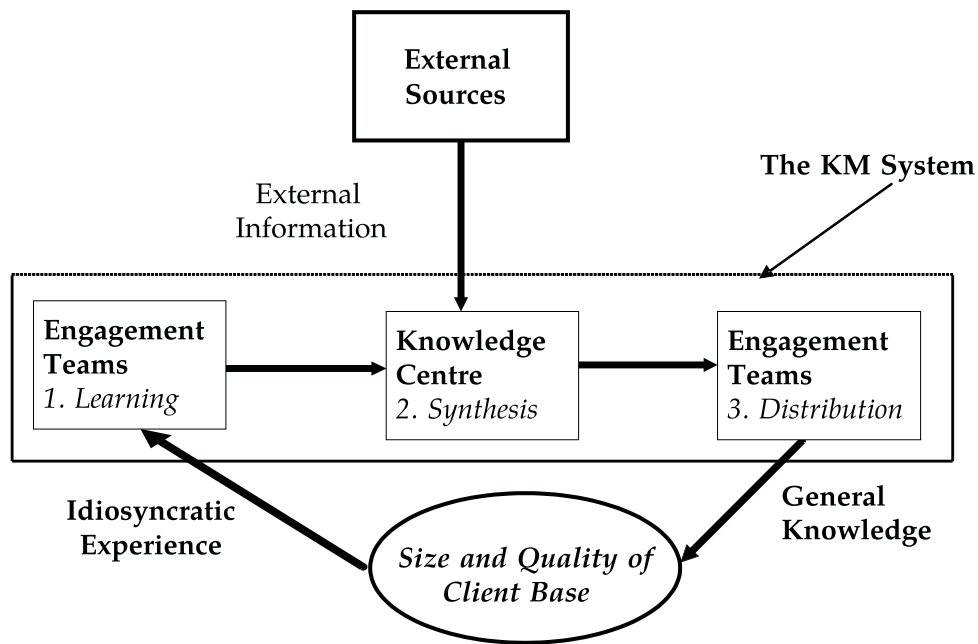 External
Sources
The KM System
External
Information
Engagement
Teams
1. Learning
Knowledge
Centre
2. Synthesis
Engagement
Teams
3. Distribution
Idiosyncratic
Experience
General
Knowledge
Size and Quality of
Client Base